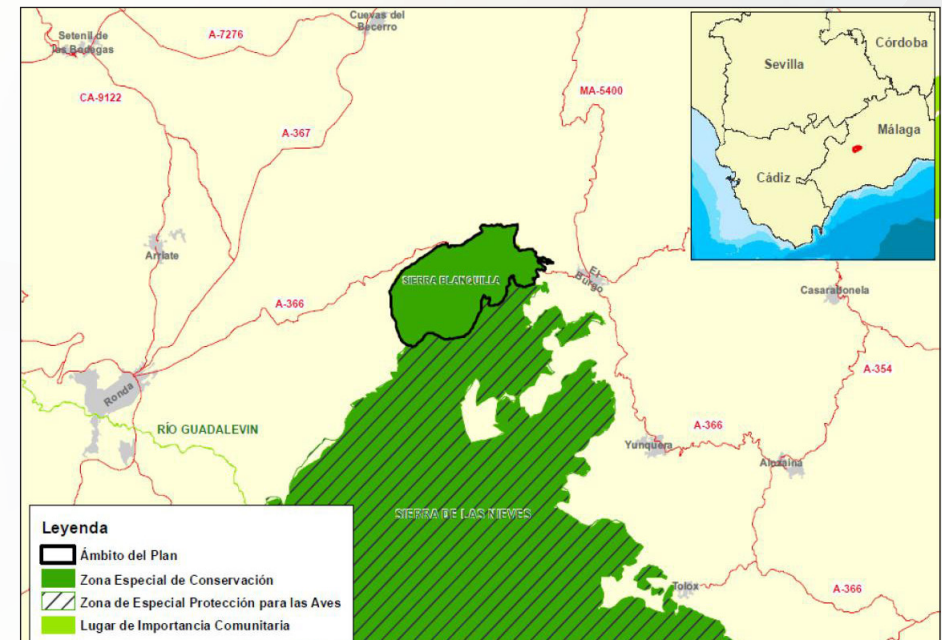 Setenil de
las Bodegas
A-7276
Cuevas del
Becerro
CA-9122
A-367
MA-5400
Sevilla
Córdoba
Málaga
Cádiz
Arriate
SIERRA BLANQUILLA
El
Burgo
Casarabonela
A-366
A-354
Ronda
RÍO GUADALEVIN
A-366
Yunquera
Alozaina
SIERRA DE LAS NIEVES
Tolox
A-366
Leyenda
Ámbito del Plan
Zona Especial de Conservación
Zona de Especial Protección para las Aves
Lugar de Importancia Comunitaria